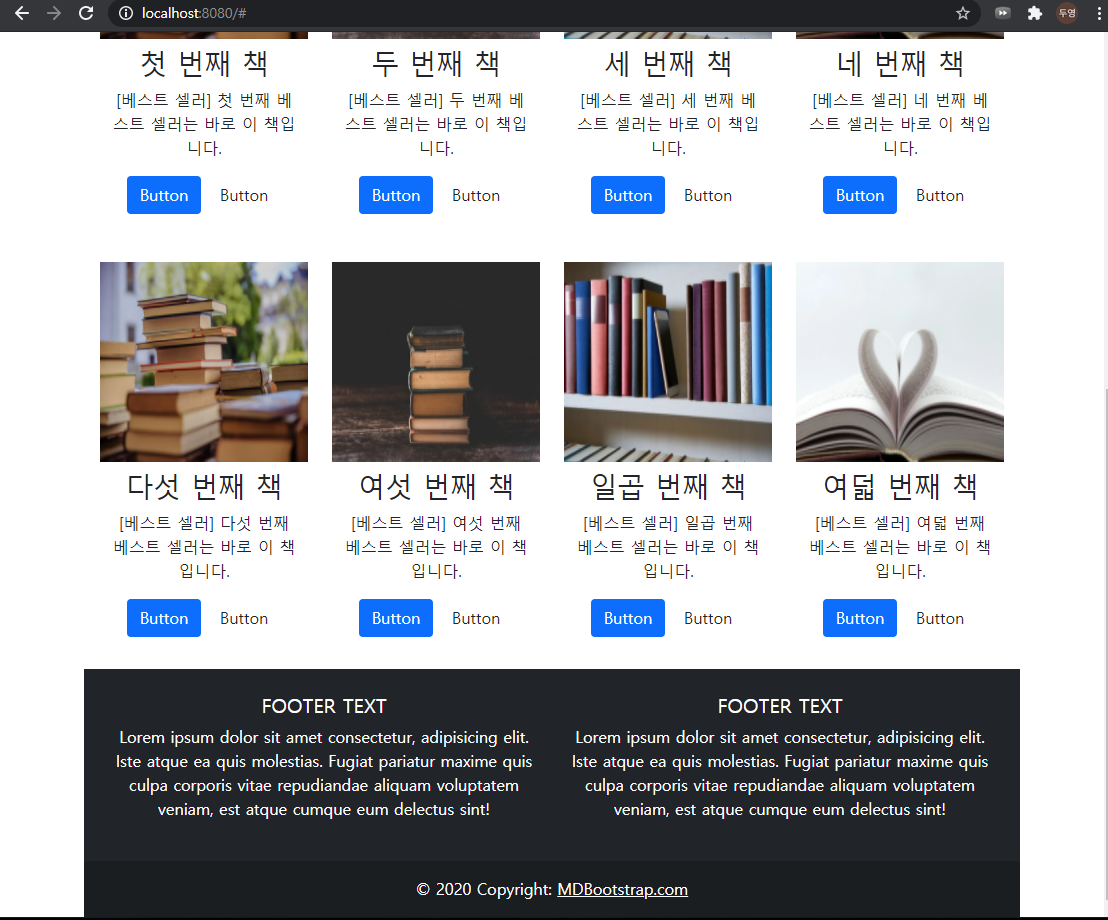 localhost:8080/#
두영
첫 번째 책 두 번째 책 세 번째 책 네 번째 책
[베스트 셀러] 첫 번째 베 [베스트 셀러] 두 번째 베 [베스트 셀러] 세 번째 베 [베스트 셀러] 네 번째 베
스트 셀러는 바로 이 책입 스트 셀러는 바로 이 책입 스트 셀러는 바로 이 책입 스트 셀러는 바로 이 책입
니다. 니다. 니다. 니다.
Button Button Button Button Button Button Button Button
다섯 번째 책 여섯 번째 책 일곱 번째 책 여덟 번째 책
[베스트 셀러] 다섯 번째 [베스트 셀러] 여섯 번째 [베스트 셀러] 일곱 번째 [베스트 셀러] 여덟 번째
베스트 셀러는 바로 이 책 베스트 셀러는 바로 이 책 베스트 셀러는 바로 이 책 베스트 셀러는 바로 이 책
입니다. 입니다. 입니다. 입니다.
Button Button Button Button Button Button Button Button
FOOTER TEXT
Lorem ipsum dolor sit amet consectetur, adipisicing elit.
Iste atque ea quis molestias. Fugiat pariatur maxime quis
culpa corporis vitae repudiandae aliquam voluptatem
veniam, est atque cumque eum delectus sint!
FOOTER TEXT
Lorem ipsum dolor sit amet consectetur, adipisicing elit.
Iste atque ea quis molestias. Fugiat pariatur maxime quis
culpa corporis vitae repudiandae aliquam voluptatem
veniam, est atque cumque eum delectus sint!
© 2020 Copyright: MDBootstrap.com